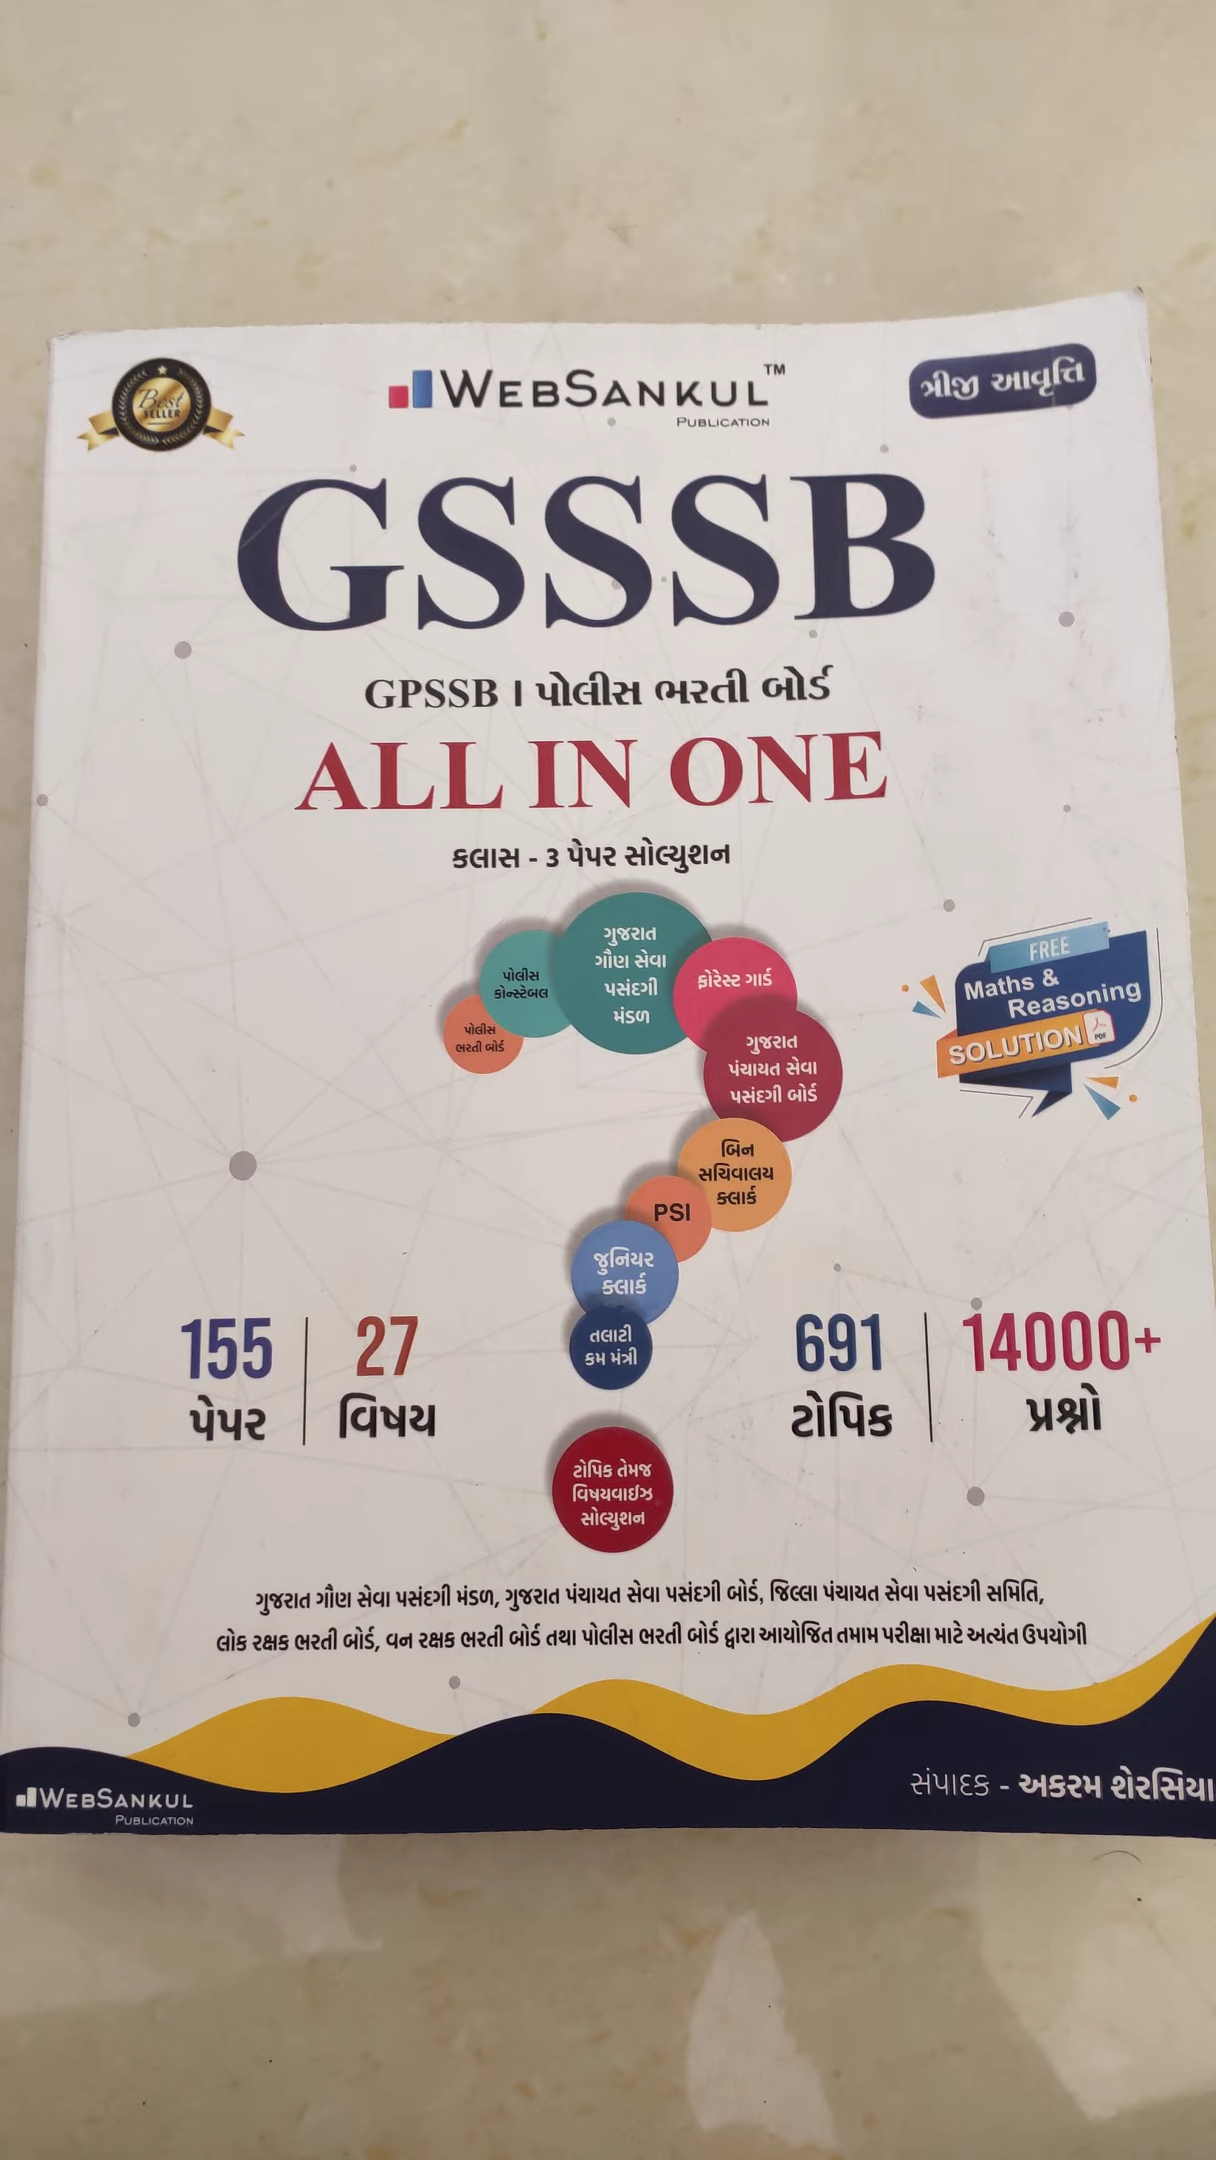 Best
SELLER
WEBSANKUL™
PUBLICATION
ત્રીજી આવૃત્તિ
GSSSB
GPSSB | પોલીસ ભરતી બોર્ડ
ALL IN ONE
કલાસ - 3 પેપર સોલ્યુશન
ગુજરાત
ગૌણ સેવા
પસંદગી
મંડળ
પોલીસ
કોન્સ્ટેબલ
પોલીસ
ભરતી બોર્ડ
ફોરેસ્ટ ગાર્ડ
ગુજરાત
પંચાયત સેવા
પસંદગી બોર્ડ
બિન
સચિવાલય
ક્લાર્ક
PSI
જુનિયર
ક્લાર્ક
તલાટી
કમ મંત્રી
ટોપિક તેમજ
વિષયવાઈઝ
સોલ્યુશન
FREE
Maths &
Reasoning
SOLUTION
PDF
155
પેપર
27
વિષય
691
ટોપિક
14000+
પ્રશ્નો
ગુજરાત ગૌણ સેવા પસંદગી મંડળ, ગુજરાત પંચાયત સેવા પસંદગી બોર્ડ, જિલ્લા પંચાયત સેવા પસંદગી સમિતિ,
લોક રક્ષક ભરતી બોર્ડ, વન રક્ષક ભરતી બોર્ડ તથા પોલીસ ભરતી બોર્ડ દ્વારા આયોજિત તમામ પરીક્ષા માટે અત્યંત ઉપયોગી
WEBSANKUL
PUBLICATION
સંપાદક - અકરમ શેરસિયા